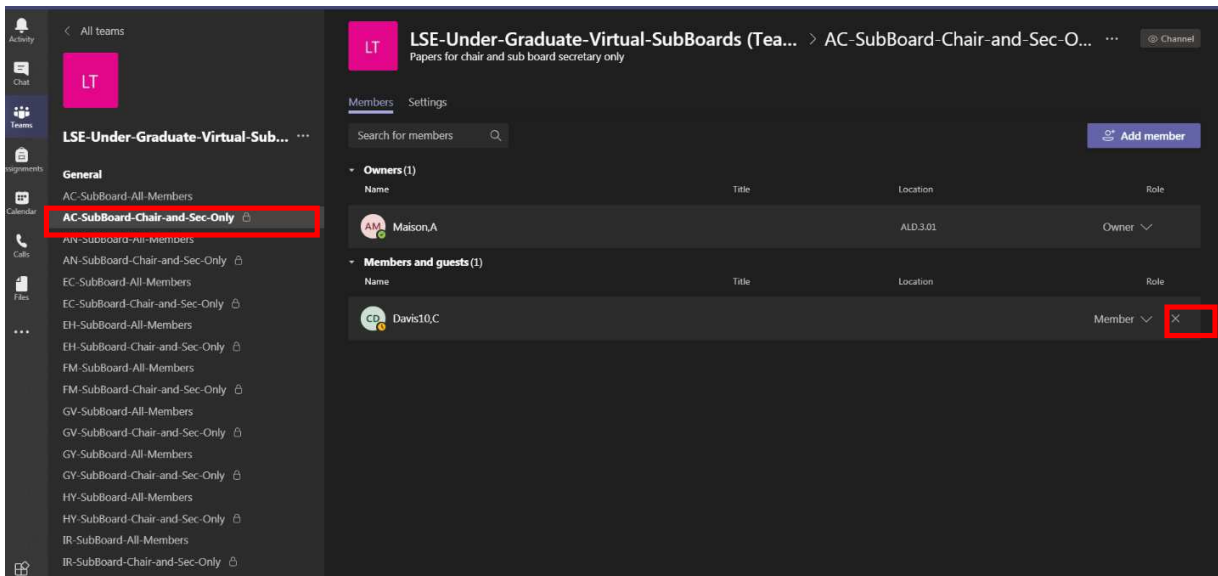 Activity
Chat
Teams
ssignments
Calendar
Calls
Files
All teams
LT
LSE-Under-Graduate-Virtual-Sub... ...
General
AC-SubBoard-All-Members
AC-SubBoard-Chair-and-Sec-Only
AN-SubBoard-All-Members
AN-SubBoard-Chair-and-Sec-Only
EC-SubBoard-All-Members
EC-SubBoard-Chair-and-Sec-Only
EH-SubBoard-All-Members
EH-SubBoard-Chair-and-Sec-Only
FM-SubBoard-All-Members
FM-SubBoard-Chair-and-Sec-Only
GV-SubBoard-All-Members
GV-SubBoard-Chair-and-Sec-Only
GY-SubBoard-All-Members
GY-SubBoard-Chair-and-Sec-Only
HY-SubBoard-All-Members
HY-SubBoard-Chair-and-Sec-Only
IR-SubBoard-All-Members
IR-SubBoard-Chair-and-Sec-Only
LT
LSE-Under-Graduate-Virtual-SubBoards (Tea... > AC-SubBoard-Chair-and-Sec-O... ... Channel
Papers for chair and sub board secretary only
Members Settings
Search for members Add member
Owners(1)
Name Title Location Role
AM Maison,A ALD.3.01 Owner
Members and guests(1)
Name Title Location Role
CD Davis10,C Member